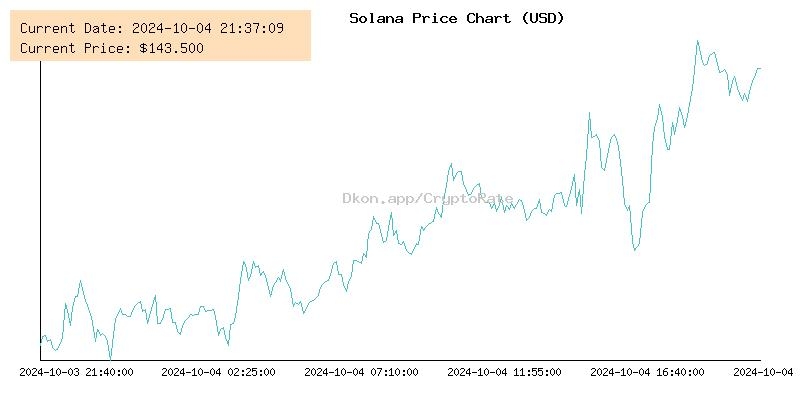 Solana Price Chart (USD)
Current Date: 2024-10-04 21:37:09
Current Price: $143.500
Dkon.app/CryptoRate
2024-10-03 21:40:00 2024-10-04 02:25:00 2024-10-04 07:10:00 2024-10-04 11:55:00 2024-10-04 16:40:00 2024-10-04